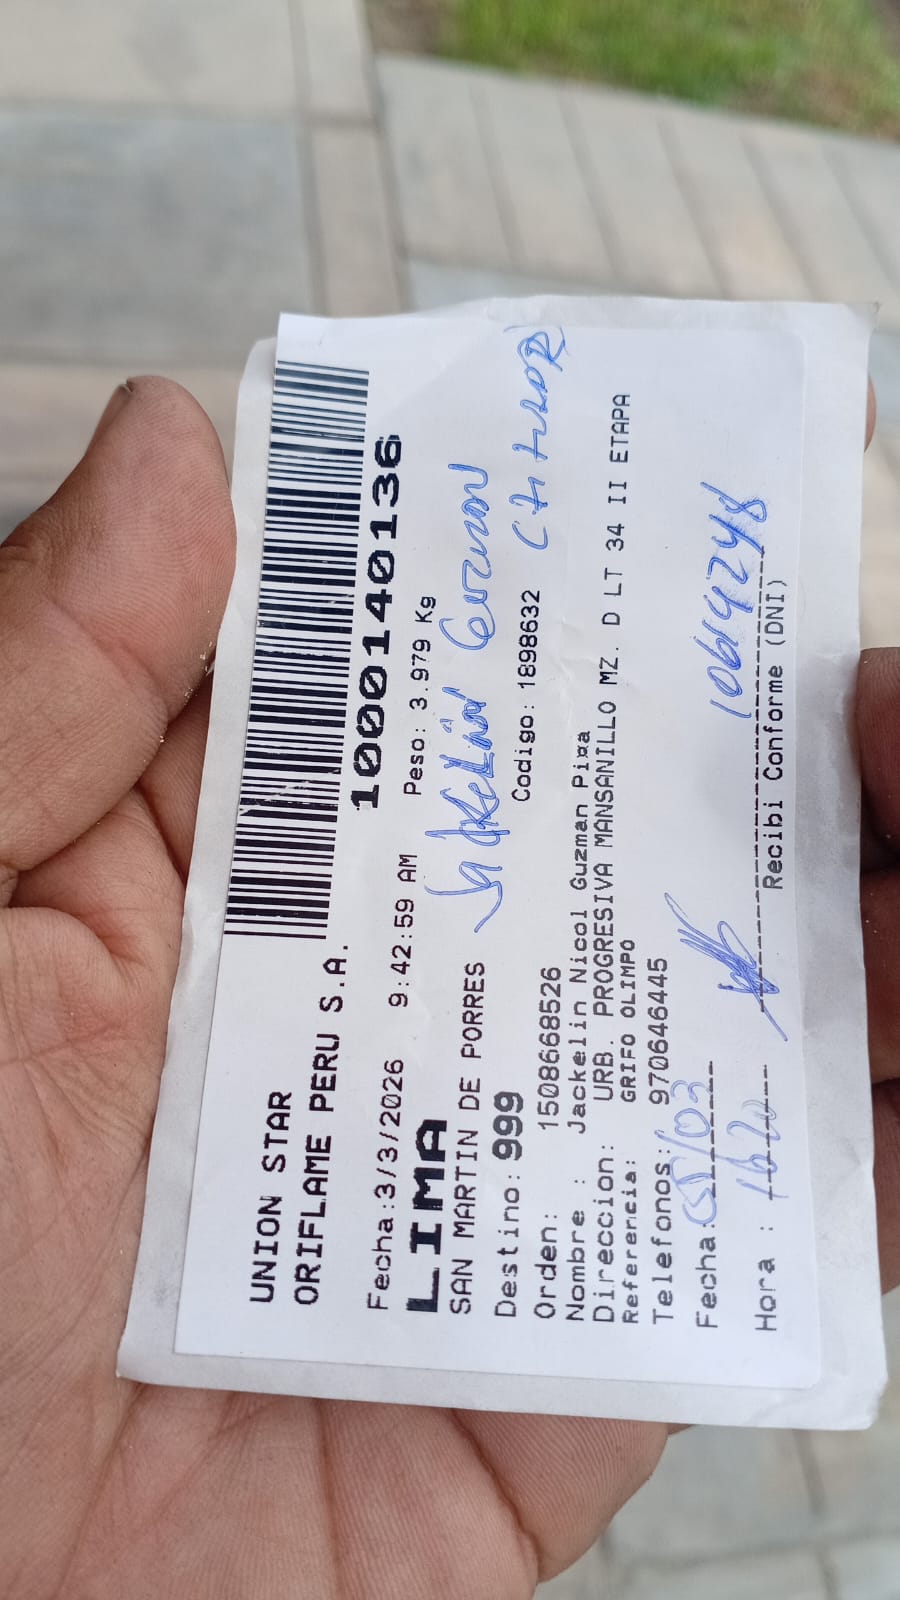 UNION STAR
ORIFLAME PERU S.A.
1000140136
Fecha:3/3/2026 9:42:59 AM Peso: 3.979 Kg
LIMA
SAN MARTIN DE PORRES
Destino: 999 Codigo: 1898632
Orden: 1508668526
Nombre : Jackelin Nicol Guzman Piga
Direccion: URB. PROGRESIVA MANSANILLO MZ. D LT 34 II ETAPA
Referencia: GRIFO OLIMPO
Telefonos: 970646445
Fecha: 05/03 10614248
Hora : 1620
Recibi Conforme (DNI)